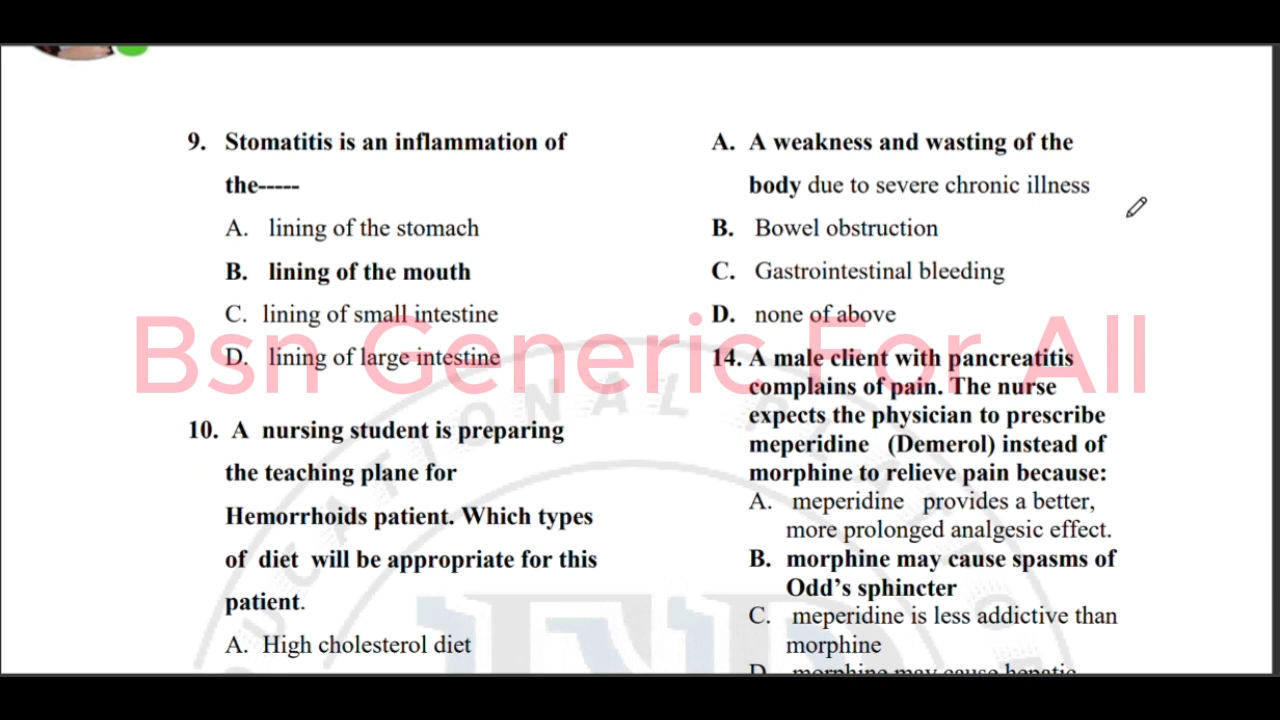 9. Stomatitis is an inflammation of
the-----
A. lining of the stomach
B. lining of the mouth
C. lining of small intestine
D. lining of large intestine
10. A nursing student is preparing
the teaching plane for
Hemorrhoids patient. Which types
of diet will be appropriate for this
patient.
A. High cholesterol diet
A. A weakness and wasting of the
body due to severe chronic illness
B. Bowel obstruction
C. Gastrointestinal bleeding
D. none of above
14. A male client with pancreatitis
complains of pain. The nurse
expects the physician to prescribe
meperidine (Demerol) instead of
morphine to relieve pain because:
A. meperidine provides a better,
more prolonged analgesic effect.
B. morphine may cause spasms of
Odd's sphincter
C. meperidine is less addictive than
morphine
D. morphine may cause hepatic
Bsn Generic For All